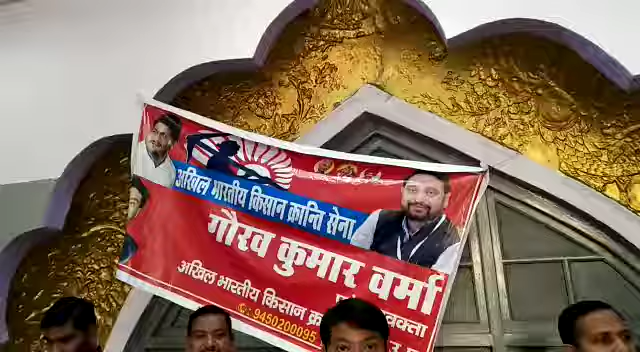 अखिल भारतीय किसान क्रान्ति सेना
गौरव कुमार वर्मा
अखिल भारतीय किसान
9450200095